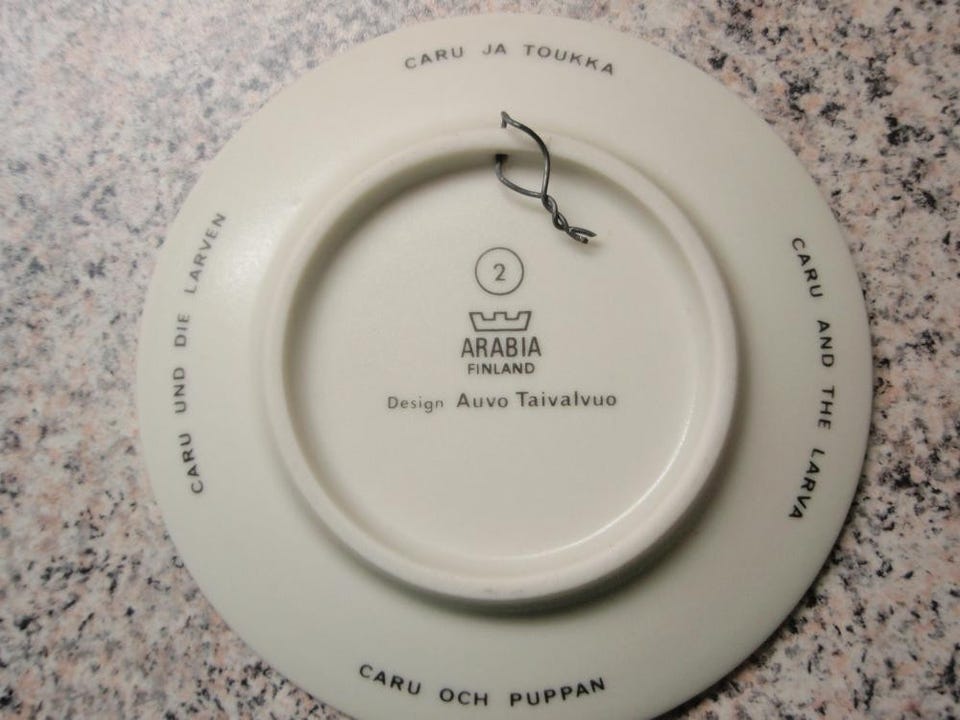 CARU JA TOUKKA
CARU UND DIE LARVEN
CARU AND THE LARVA
2
ARABIA
FINLAND
Design Auvo Taivalvuo
CARU OCH PUPPAN